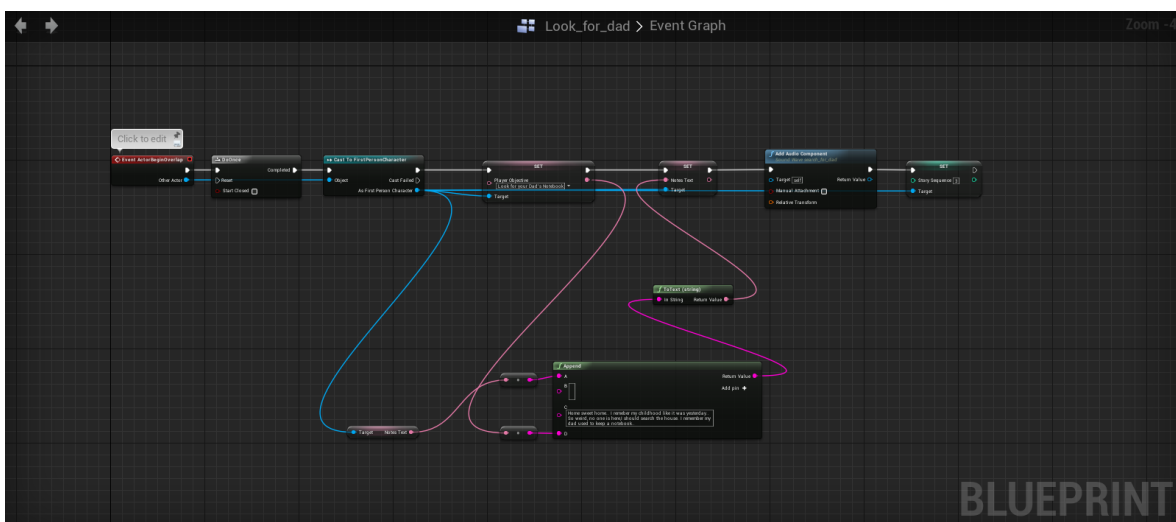 Look_for_dad > Event Graph
Zoom -4
Click to edit
Event ActorBeginOverlap
Other Actor
DoOnce
Completed
Reset
Start Closed
Cast To FirstPersonCharacter
Object
Cast Failed
As First Person Character
SET
Player Objective
Look for your Dad's Notebook
Target
SET
Notes Text
Target
Add Audio Component
Target self
Return Value
Manual Attachment
Relative Transform
SET
Story Sequence
Target
ToText (string)
In String
Return Value
Append
A
Return Value
Add pin +
B
C
Home sweet home. I remeber my childhood like it was yesterday.
So weird, no one is here,I should search the house. I remember my
dad used to keep a notebook.
D
Target
Notes Text
BLUEPRINT